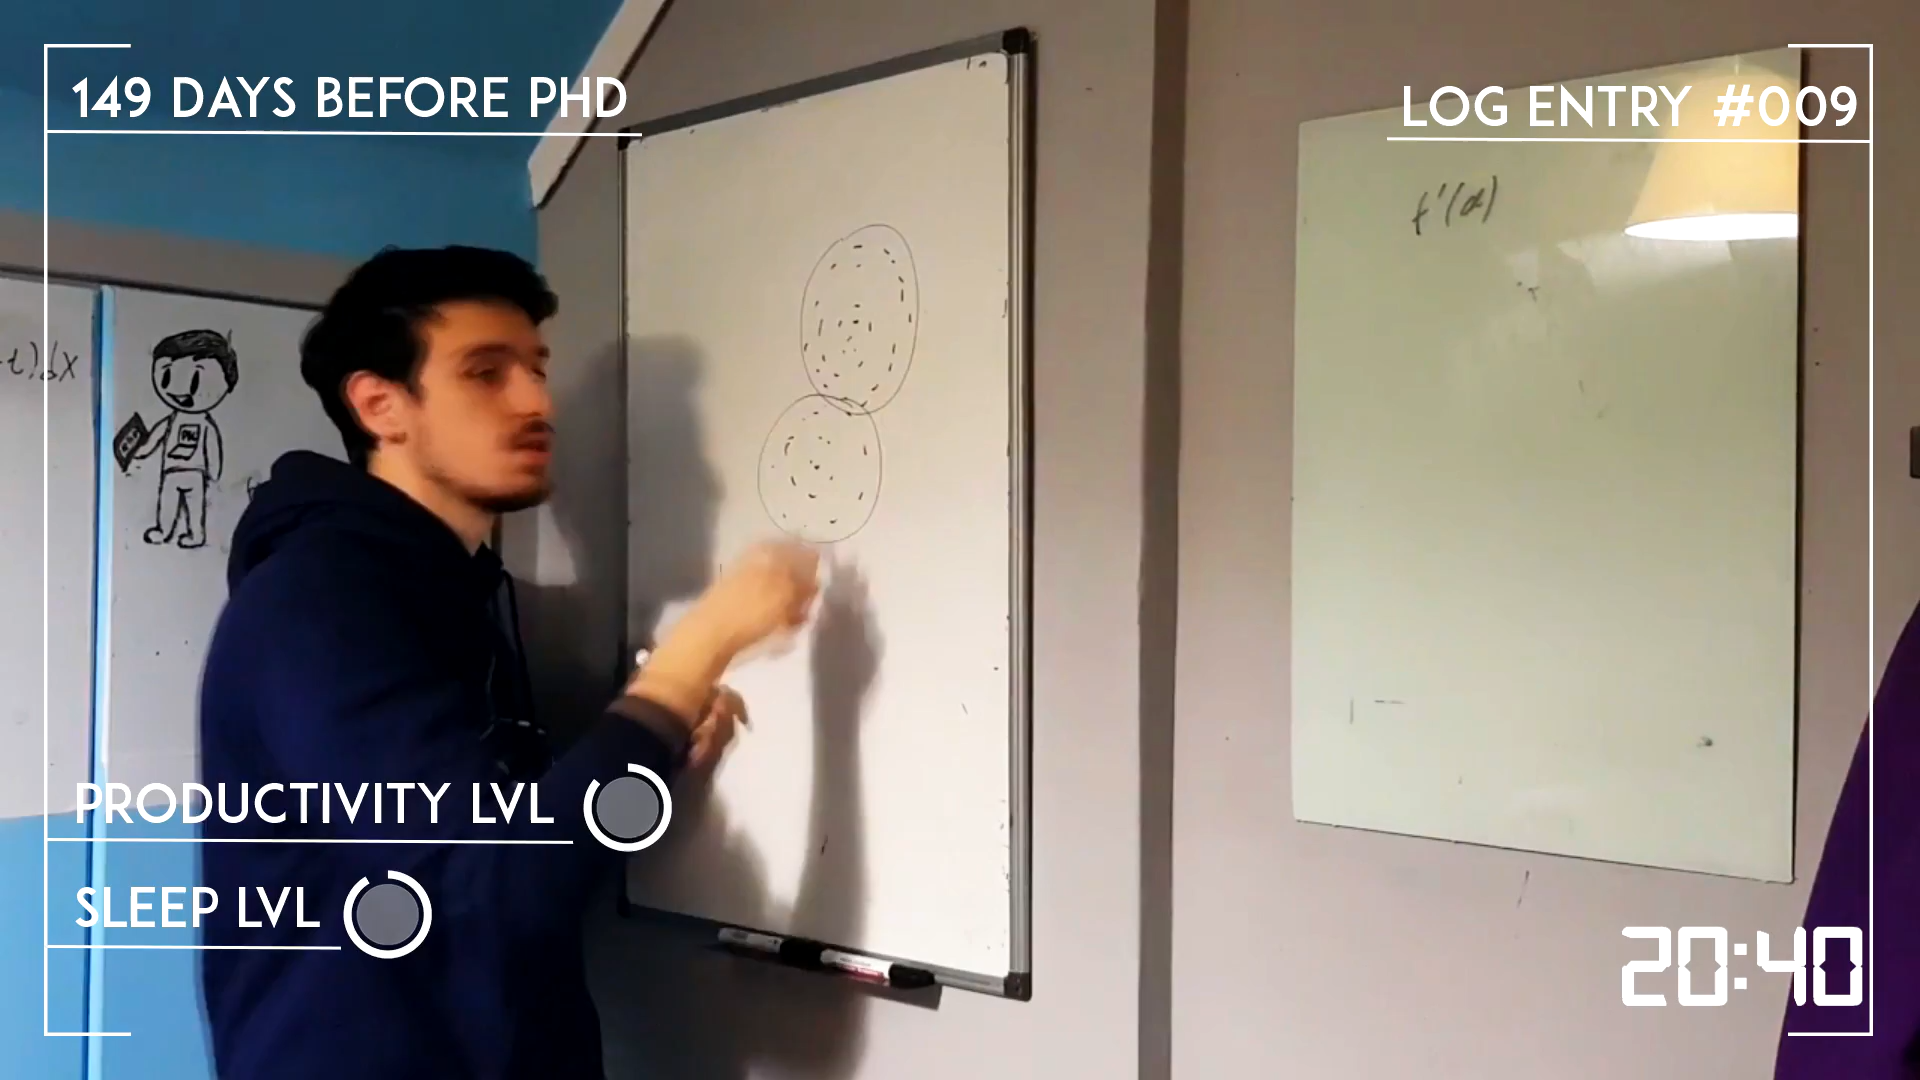 149 DAYS BEFORE PHD
LOG ENTRY #009
f'(x)
PRODUCTIVITY LVL
SLEEP LVL
20:40